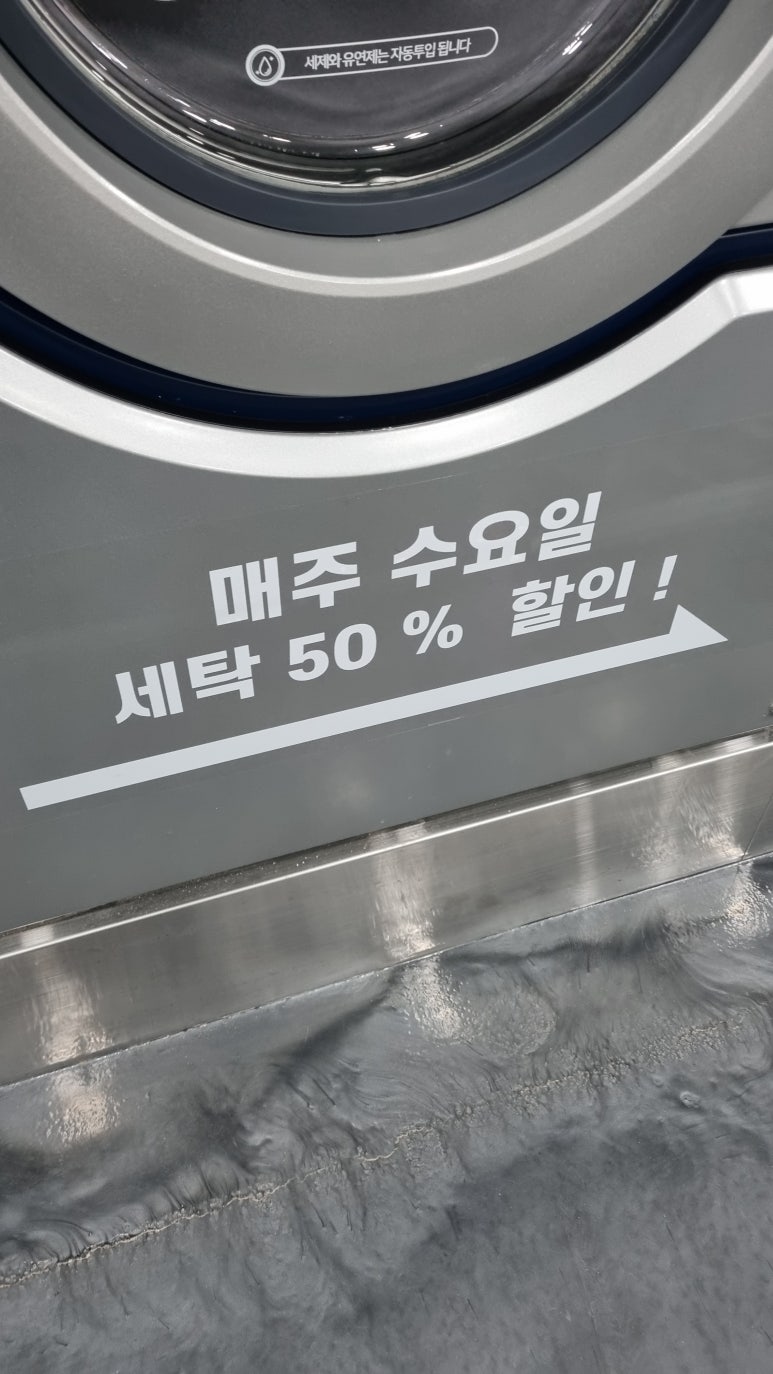 세제와 유연제는 자동투입 됩니다
매주 수요일
세탁 50 % 할인 !